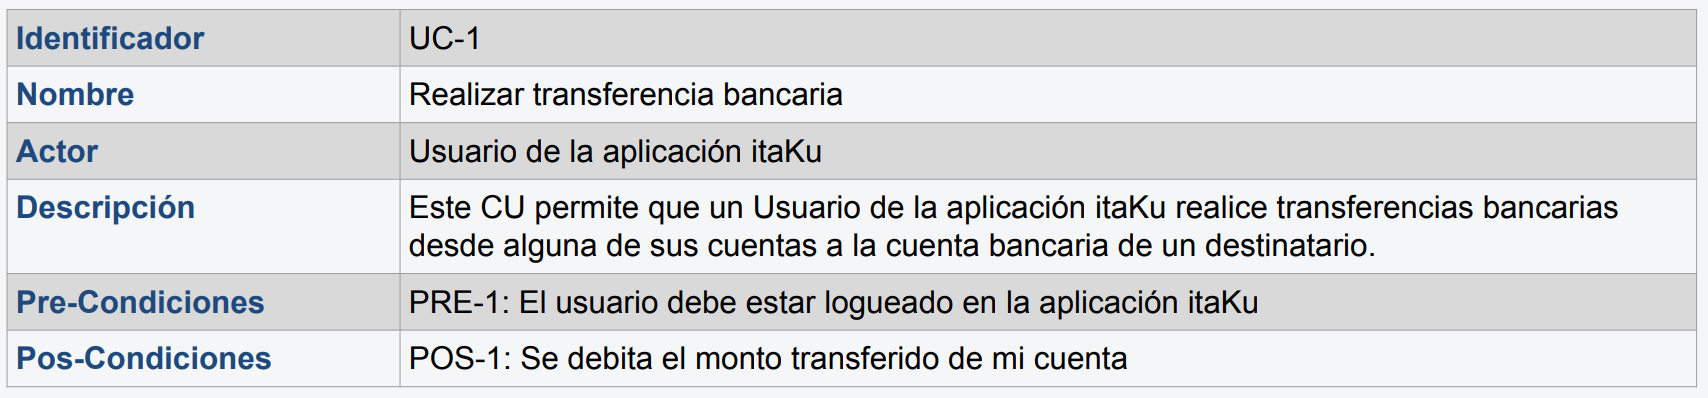 Identificador UC-1
Nombre Realizar transferencia bancaria
Actor Usuario de la aplicación itaKu
Descripción Este CU permite que un Usuario de la aplicación itaKu realice transferencias bancarias
desde alguna de sus cuentas a la cuenta bancaria de un destinatario.
Pre-Condiciones PRE-1: El usuario debe estar logueado en la aplicación itaKu
Pos-Condiciones POS-1: Se debita el monto transferido de mi cuenta